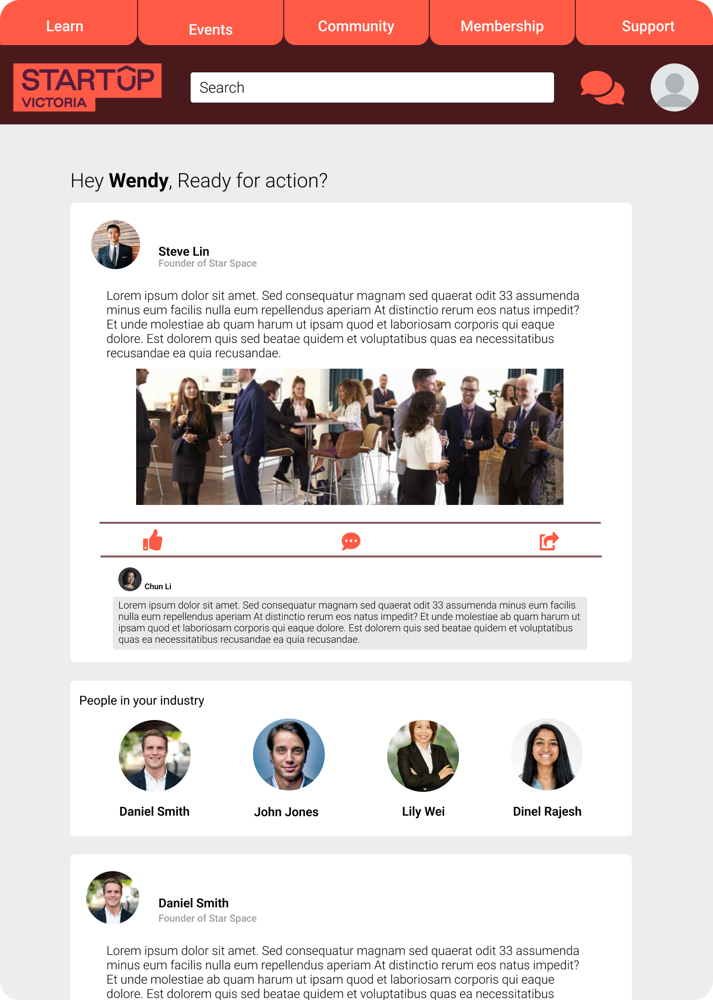 Learn
Events
Community
Membership
Support
STARTUP
VICTORIA
Search
Hey Wendy, Ready for action?
Steve Lin
Founder of Star Space
Lorem ipsum dolor sit amet. Sed consequatur magnam sed quaerat odit 33 assumenda
minus eum facilis nulla eum repellendus aperiam At distinctio rerum eos natus impedit?
Et unde molestiae ab quam harum ut ipsam quod et laboriosam corporis qui eaque
dolore. Est dolorem quis sed beatae quidem et voluptatibus quas ea necessitatibus
recusandae ea quia recusandae.
Chun Li
Lorem ipsum dolor sit amet. Sed consequatur magnam sed quaerat odit 33 assumenda minus eum facilis
nulla eum repellendus aperiam At distinctio rerum eos natus impedit? Et unde molestiae ab quam harum ut
ipsam quod et laboriosam corporis qui eaque dolore. Est dolorem quis sed beatae quidem et voluptatibus
quas ea necessitatibus recusandae ea quia recusandae.
People in your industry
Daniel Smith
John Jones
Lily Wei
Dinel Rajesh
Daniel Smith
Founder of Star Space
Lorem ipsum dolor sit amet. Sed consequatur magnam sed quaerat odit 33 assumenda
minus eum facilis nulla eum repellendus aperiam At distinctio rerum eos natus impedit?
Et unde molestiae ab quam harum ut ipsam quod et laboriosam corporis qui eaque
dolore. Est dolorem quis sed beatae quidem et voluptatibus quas ea necessitatibus